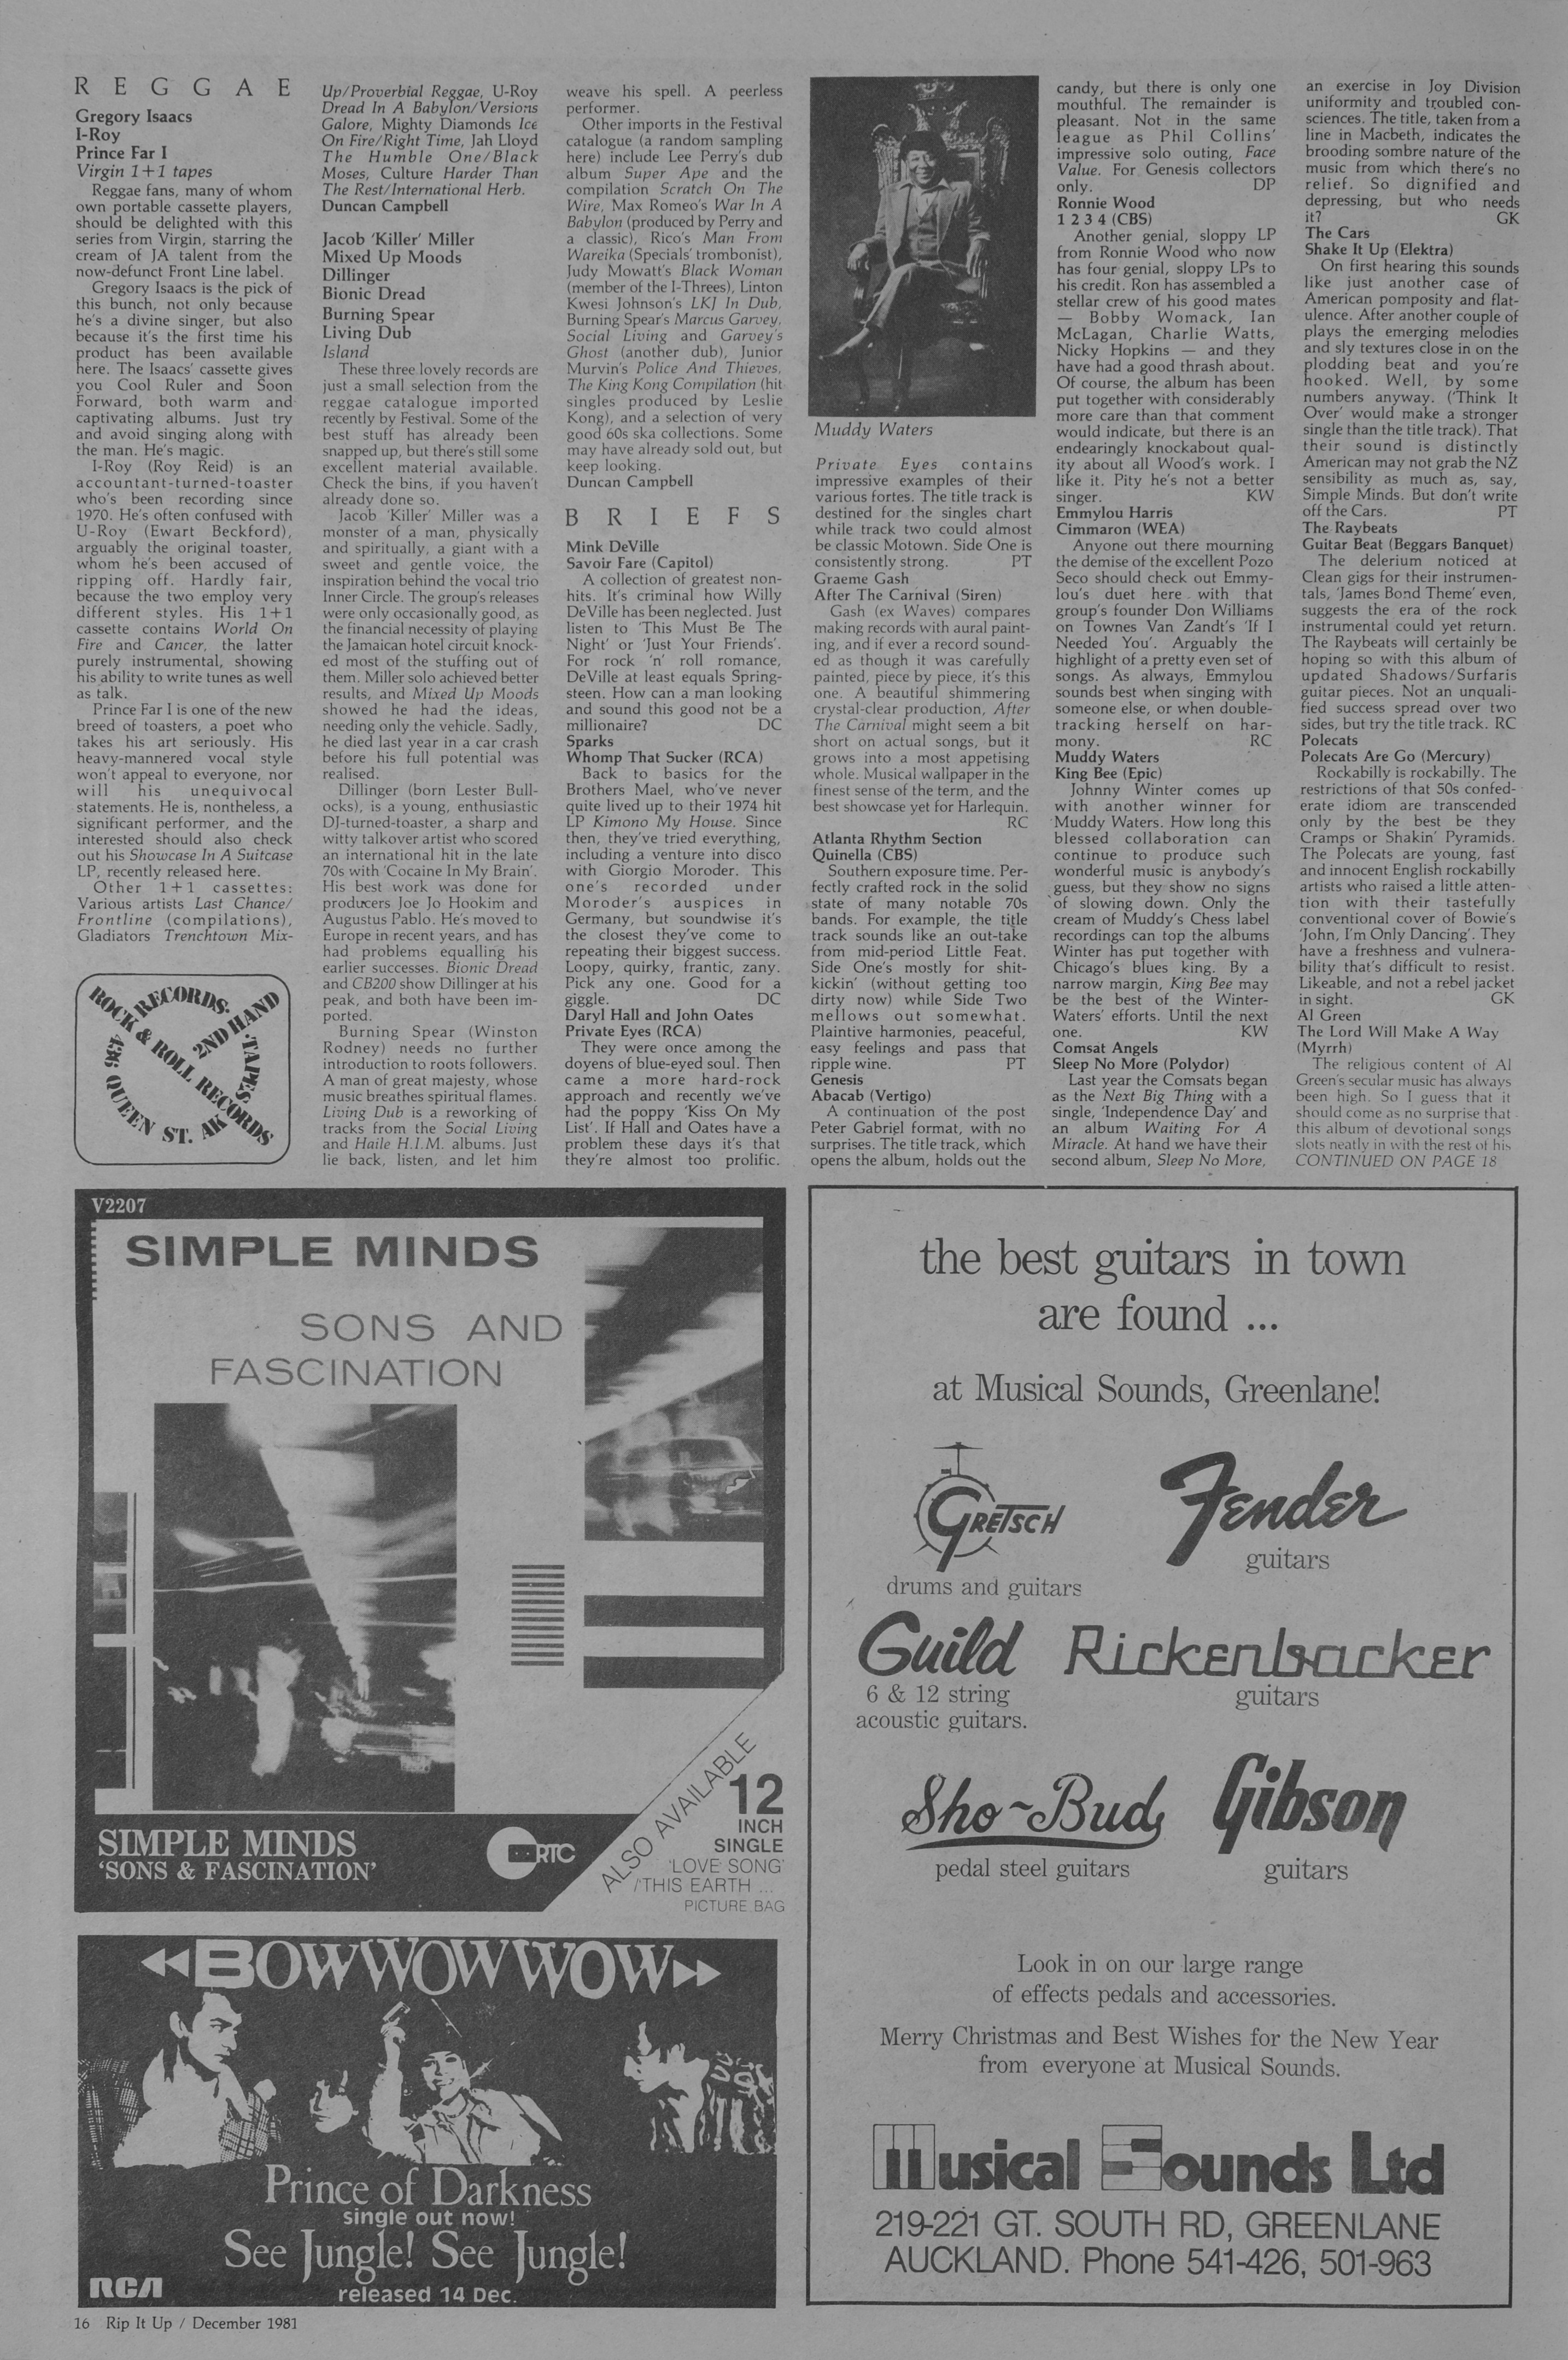 REGGAE
Gregory Isaacs
I-Roy
Prince Far I
Virgin 1+1 tapes
Reggae fans, many of whom
own portable cassette players,
should be delighted with this
series from Virgin, starring the
cream of JA talent from the
now-defunct Front Line label.
Gregory Isaacs is the pick of
this bunch, not only because
he's a divine singer, but also
because it's the first time his
product has been available
here. The Isaacs' cassette gives
you Cool Ruler and Soon
Forward, both warm and
captivating albums. Just try
and avoid singing along with
the man. He's magic.
I-Roy (Roy Reid) is an
accountant-turned-toaster
who's been recording since
1970. He's often confused with
U-Roy (Ewart Beckford),
arguably the original toaster,
whom he's been accused of
ripping off. Hardly fair,
because the two employ very
different styles. His 1+1
cassette contains World On
Fire and Cancer, the latter
purely instrumental, showing
his ability to write tunes as well
as talk.
Prince Far I is one of the new
breed of toasters, a poet who
takes his art seriously. His
heavy-mannered vocal style
won't appeal to everyone, nor
will his unequivocal
statements. He is, nontheless, a
significant performer, and the
interested should also check
out his Showcase In A Suitcase
LP, recently released here.
Other 1+1 cassettes:
Various artists Last Chance/
Frontline (compilations),
Gladiators Trenchtown Mix-
ROCK & ROLL RECORDS
RECORDS·
2ND HAND
·TAPES
436 QUEEN ST. AK
Up/Proverbial Reggae, U-Roy
Dread In A Babylon/Versions
Galore, Mighty Diamonds Ice
On Fire/Right Time, Jah Lloyd
The Humble One/Black
Moses, Culture Harder Than
The Rest/International Herb.
Duncan Campbell
Jacob 'Killer' Miller
Mixed Up Moods
Dillinger
Bionic Dread
Burning Spear
Living Dub
Island
These three lovely records are
just a small selection from the
reggae catalogue imported
recently by Festival. Some of the
best stuff has already been
snapped up, but there's still some
excellent material available.
Check the bins, if you haven't
already done so.
Jacob 'Killer' Miller was a
monster of a man, physically
and spiritually, a giant with a
sweet and gentle voice, the
inspiration behind the vocal trio
Inner Circle. The group's releases
were only occasionally good, as
the financial necessity of playing
the Jamaican hotel circuit knock-
ed most of the stuffing out of
them. Miller solo achieved better
results, and Mixed Up Moods
showed he had the ideas,
needing only the vehicle. Sadly,
he died last year in a car crash
before his full potential was
realised.
Dillinger (born Lester Bull-
ocks), is a young, enthusiastic
DJ-turned-toaster, a sharp and
witty talkover artist who scored
an international hit in the late
70s with 'Cocaine In My Brain'.
His best work was done for
producers Joe Jo Hookim and
Augustus Pablo. He's moved to
Europe in recent years, and has
had problems equalling his
earlier successes. Bionic Dread
and CB200 show Dillinger at his
peak, and both have been im-
ported.
Burning Spear (Winston
Rodney) needs no further
introduction to roots followers.
A man of great majesty, whose
music breathes spiritual flames.
Living Dub is a reworking of
tracks from the Social Living
and Haile H.I.M. albums. Just
lie back, listen, and let him
weave his spell. A peerless
performer.
Other imports in the Festival
catalogue (a random sampling
here) include Lee Perry's dub
album Super Ape and the
compilation Scratch On The
Wire, Max Romeo's War In A
Babylon (produced by Perry and
a classic), Rico's Man From
Wareika (Specials' trombonist),
Judy Mowatt's Black Woman
(member of the I-Threes), Linton
Kwesi Johnson's LKJ In Dub,
Burning Spear's Marcus Garvey,
Social Living and Garvey's
Ghost (another dub), Junior
Murvin's Police And Thieves,
The King Kong Compilation (hit
singles produced by Leslie
Kong), and a selection of very
good 60s ska collections. Some
may have already sold out, but
keep looking.
Duncan Campbell
BRIEFS
Mink DeVille
Savoir Fare (Capitol)
A collection of greatest non-
hits. It's criminal how Willy
DeVille has been neglected. Just
listen to 'This Must Be The
Night' or 'Just Your Friends'.
For rock 'n' roll romance,
DeVille at least equals Spring-
steen. How can a man looking
and sound this good not be a
millionaire? DC
Sparks
Whomp That Sucker (RCA)
Back to basics for the
Brothers Mael, who've never
quite lived up to their 1974 hit
LP Kimono My House. Since
then, they've tried everything,
including a venture into disco
with Giorgio Moroder. This
one's recorded under
Moroder's auspices in
Germany, but soundwise it's
the closest they've come to
repeating their biggest success.
Loopy, quirky, frantic, zany.
Pick any one. Good for a
giggle. DC
Daryl Hall and John Oates
Private Eyes (RCA)
They were once among the
doyens of blue-eyed soul. Then
came a more hard-rock
approach and recently we've
had the poppy 'Kiss On My
List'. If Hall and Oates have a
problem these days it's that
they're almost too prolific.
Muddy Waters
Private Eyes contains
impressive examples of their
various fortes. The title track is
destined for the singles chart
while track two could almost
be classic Motown. Side One is
consistently strong. PT
Graeme Gash
After The Carnival (Siren)
Gash (ex Waves) compares
making records with aural paint-
ing, and if ever a record sound-
ed as though it was carefully
painted, piece by piece, it's this
one. A beautiful shimmering
crystal-clear production, After
The Carnival might seem a bit
short on actual songs, but it
grows into a most appetising
whole. Musical wallpaper in the
finest sense of the term, and the
best showcase yet for Harlequin.
RC
Atlanta Rhythm Section
Quinella (CBS)
Southern exposure time. Per-
fectly crafted rock in the solid
state of many notable 70s
bands. For example, the title
track sounds like an out-take
from mid-period Little Feat.
Side One's mostly for shit-
kickin' (without getting too
dirty now) while Side Two
mellows out somewhat.
Plaintive harmonies, peaceful,
easy feelings and pass that
ripple wine. PT
Genesis
Abacab (Vertigo)
A continuation of the post
Peter Gabriel format, with no
surprises. The title track, which
opens the album, holds out the
candy, but there is only one
mouthful. The remainder is
pleasant. Not in the same
league as Phil Collins'
impressive solo outing, Face
Value. For Genesis collectors
only. DP
Ronnie Wood
1 2 3 4 (CBS)
Another genial, sloppy LP
from Ronnie Wood who now
has four genial, sloppy LPs to
his credit. Ron has assembled a
stellar crew of his good mates
— Bobby Womack, Ian
McLagan, Charlie Watts,
Nicky Hopkins — and they
have had a good thrash about.
Of course, the album has been
put together with considerably
more care than that comment
would indicate, but there is an
endearingly knockabout qual-
ity about all Wood's work. I
like it. Pity he's not a better
singer. KW
Emmylou Harris
Cimmaron (WEA)
Anyone out there mourning
the demise of the excellent Pozo
Seco should check out Emmy-
lou's duet here with that
group's founder Don Williams
on Townes Van Zandt's 'If I
Needed You'. Arguably the
highlight of a pretty even set of
songs. As always, Emmylou
sounds best when singing with
someone else, or when double-
tracking herself on har-
mony. RC
Muddy Waters
King Bee (Epic)
Johnny Winter comes up
with another winner for
Muddy Waters. How long this
blessed collaboration can
continue to produce such
wonderful music is anybody's
guess, but they show no signs
of slowing down. Only the
cream of Muddy's Chess label
recordings can top the albums
Winter has put together with
Chicago's blues king. By a
narrow margin, King Bee may
be the best of the Winter-
Waters' efforts. Until the next
one. KW
Comsat Angels
Sleep No More (Polydor)
Last year the Comsats began
as the Next Big Thing with a
single, 'Independence Day' and
an album Waiting For A
Miracle. At hand we have their
second album, Sleep No More,
an exercise in Joy Division
uniformity and troubled con-
sciences. The title, taken from a
line in Macbeth, indicates the
brooding sombre nature of the
music from which there's no
relief. So dignified and
depressing, but who needs
it? GK
The Cars
Shake It Up (Elektra)
On first hearing this sounds
like just another case of
American pomposity and flat-
ulence. After another couple of
plays the emerging melodies
and sly textures close in on the
plodding beat and you're
hooked. Well, by some
numbers anyway. ('Think It
Over' would make a stronger
single than the title track). That
their sound is distinctly
American may not grab the NZ
sensibility as much as, say,
Simple Minds. But don't write
off the Cars. PT
The Raybeats
Guitar Beat (Beggars Banquet)
The delerium noticed at
Clean gigs for their instrumen-
tals, 'James Bond Theme' even,
suggests the era of the rock
instrumental could yet return.
The Raybeats will certainly be
hoping so with this album of
updated Shadows/Surfaris
guitar pieces. Not an unquali-
fied success spread over two
sides, but try the title track. RC
Polecats
Polecats Are Go (Mercury)
Rockabilly is rockabilly. The
restrictions of that 50s confed-
erate idiom are transcended
only by the best be they
Cramps or Shakin' Pyramids.
The Polecats are young, fast
and innocent English rockabilly
artists who raised a little atten-
tion with their tastefully
conventional cover of Bowie's
'John, I'm Only Dancing'. They
have a freshness and vulnera-
bility that's difficult to resist.
Likeable, and not a rebel jacket
in sight. GK
Al Green
The Lord Will Make A Way
(Myrrh)
The religious content of Al
Green's secular music has always
been high. So I guess that it
should come as no surprise that
this album of devotional songs
slots neatly in with the rest of his
CONTINUED ON PAGE 18
V2207
SIMPLE MINDS
SONS AND
FASCINATION
SIMPLE MINDS
'SONS & FASCINATION'
RTC
ALSO AVAILABLE
12
INCH
SINGLE
'LOVE SONG'
/'THIS EARTH ...
PICTURE BAG
BOW WOW WOW
Prince of Darkness
single out now!
See Jungle! See Jungle!
released 14 Dec.
RCA
the best guitars in town
are found ...
at Musical Sounds, Greenlane!
GRETSCH
drums and guitars
Fender
guitars
Guild
6 & 12 string
acoustic guitars.
Rickenbacker
guitars
Sho~Bud
pedal steel guitars
Gibson
guitars
Look in on our large range
of effects pedals and accessories.
Merry Christmas and Best Wishes for the New Year
from everyone at Musical Sounds.
Musical Sounds Ltd
219-221 GT. SOUTH RD, GREENLANE
AUCKLAND. Phone 541-426, 501-963
16 Rip It Up / December 1981